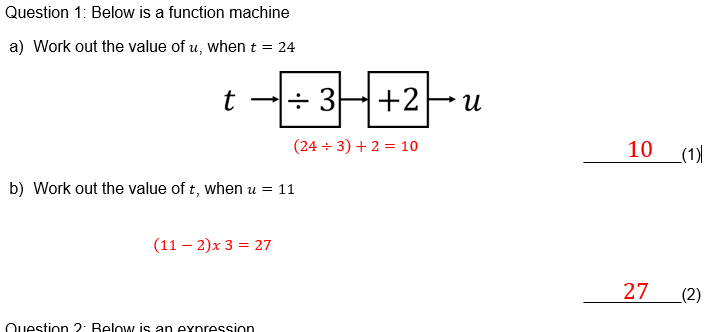 Question 1: Below is a function machine
a) Work out the value of u, when t = 24
t ÷ 3 +2 u
(24 ÷ 3) + 2 = 10
10 (1)
b) Work out the value of t, when u = 11
(11 − 2)x 3 = 27
27 (2)
Question 2: Below is an expression